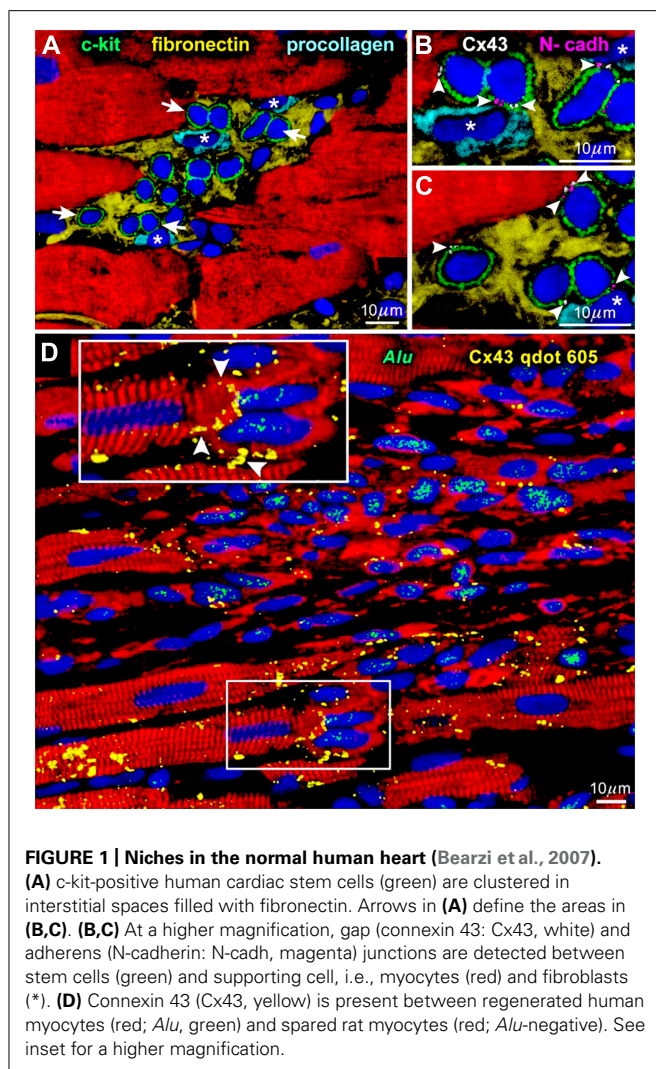 A c-kit fibronectin procollagen
B Cx43 N- cadh
* * * *
10µm
* *
10µm
C
*
10µm
D Alu Cx43 qdot 605
10µm
FIGURE 1 | Niches in the normal human heart (Bearzi et al., 2007).
(A) c-kit-positive human cardiac stem cells (green) are clustered in
interstitial spaces filled with fibronectin. Arrows in (A) define the areas in
(B,C). (B,C) At a higher magnification, gap (connexin 43: Cx43, white) and
adherens (N-cadherin: N-cadh, magenta) junctions are detected between
stem cells (green) and supporting cell, i.e., myocytes (red) and fibroblasts
(*). (D) Connexin 43 (Cx43, yellow) is present between regenerated human
myocytes (red; Alu, green) and spared rat myocytes (red; Alu-negative). See
inset for a higher magnification.